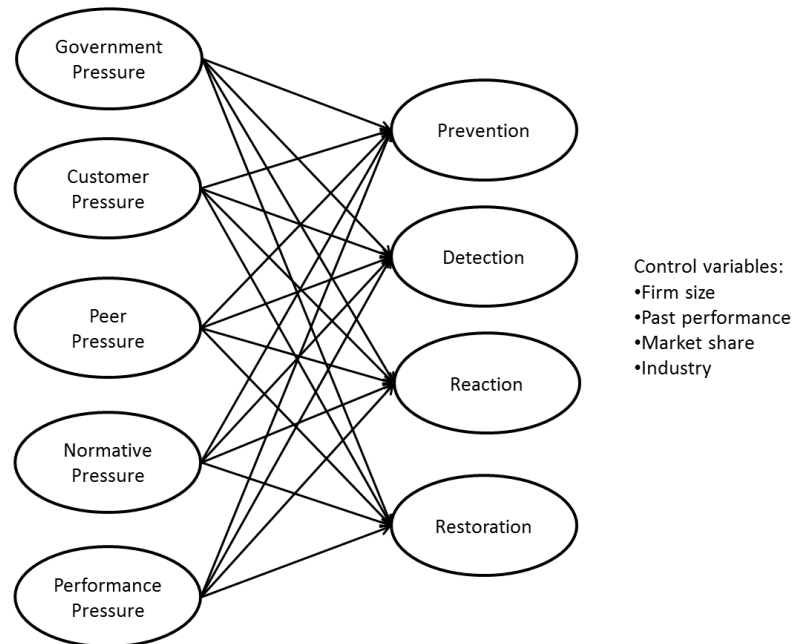 Government
Pressure
Customer
Pressure
Peer
Pressure
Normative
Pressure
Performance
Pressure
Prevention
Detection
Reaction
Restoration
Control variables:
•Firm size
•Past performance
•Market share
•Industry